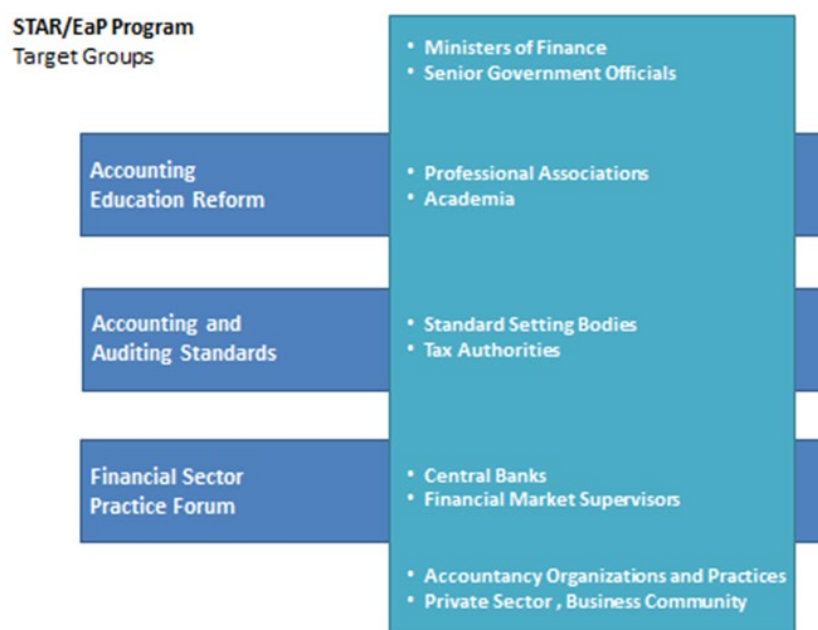 STAR/EaP Program
Target Groups
• Ministers of Finance
• Senior Government Officials
Accounting
Education Reform
• Professional Associations
• Academia
Accounting and
Auditing Standards
• Standard Setting Bodies
• Tax Authorities
Financial Sector
Practice Forum
• Central Banks
• Financial Market Supervisors
• Accountancy Organizations and Practices
• Private Sector , Business Community